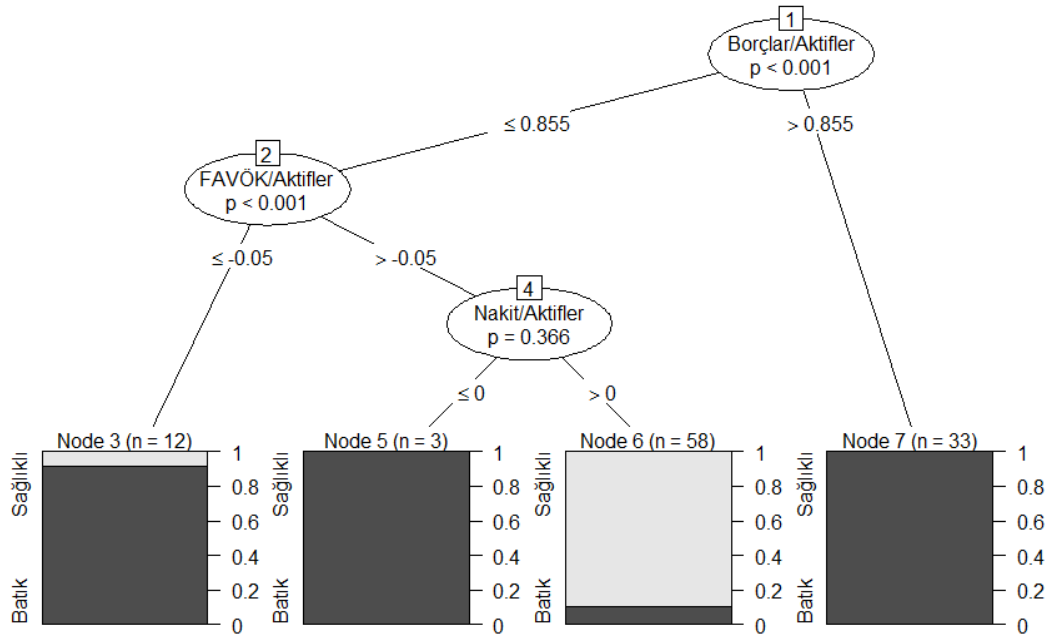 1
Borçlar/Aktifler
p < 0.001
≤ 0.855
> 0.855
2
FAVÖK/Aktifler
p < 0.001
≤ -0.05
> -0.05
4
Nakit/Aktifler
p = 0.366
≤ 0
> 0
Node 3 (n = 12)
Sağlıklı
Batık
1
0.8
0.6
0.4
0.2
0
Node 5 (n = 3)
Sağlıklı
Batık
1
0.8
0.6
0.4
0.2
0
Node 6 (n = 58)
Sağlıklı
Batık
1
0.8
0.6
0.4
0.2
0
Node 7 (n = 33)
Sağlıklı
Batık
1
0.8
0.6
0.4
0.2
0